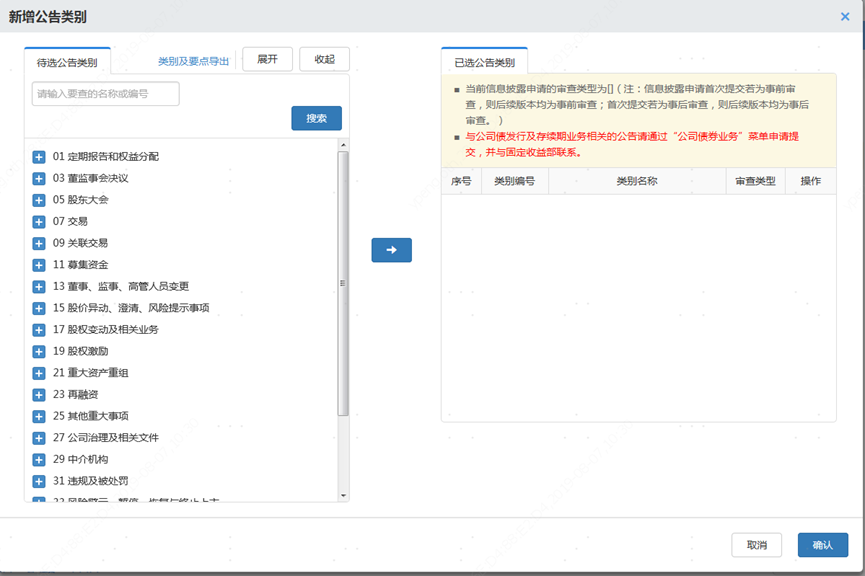 新增公告类别
×
待选公告类别
类别及要点导出
展开
收起
请输入要查的名称或编号
搜索
01 定期报告和权益分配
03 董监事会决议
05 股东大会
07 交易
09 关联交易
11 募集资金
13 董事、监事、高管人员变更
15 股价异动、澄清、风险提示事项
17 股权变动及相关业务
19 股权激励
21 重大资产重组
23 再融资
25 其他重大事项
27 公司治理及相关文件
29 中介机构
31 违规及被处罚
33 风险警示、暂停、恢复与终止上市
已选公告类别
■ 当前信息披露申请的审查类型为[]（注：信息披露申请首次提交若为事前审
查，则后续版本均为事前审查；首次提交若为事后审查，则后续版本均为事后
审查。）
■ 与公司债发行及存续期业务相关的公告请通过“公司债券业务”菜单申请提
交，并与固定收益部联系。
序号 类别编号 类别名称 审查类型 操作
取消
确认